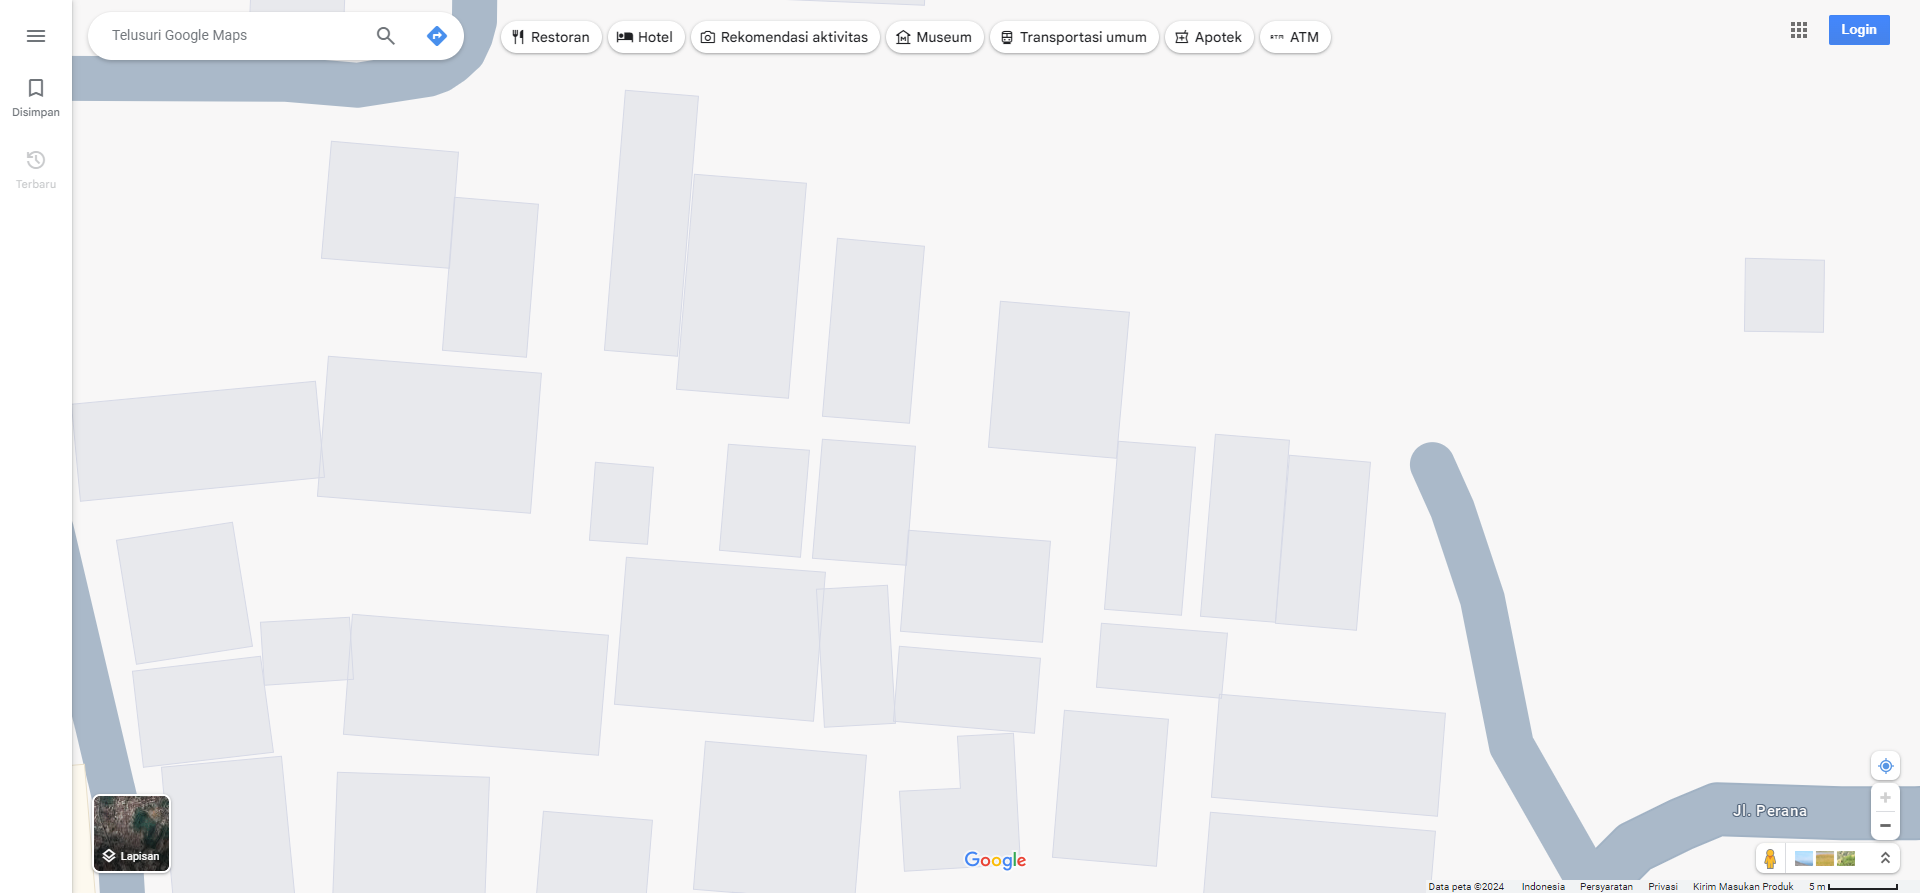 Telusuri Google Maps
Restoran
Hotel
Rekomendasi aktivitas
Museum
Transportasi umum
Apotek
ATM
Login
Disimpan
Terbaru
Jl. Perana
Lapisan
Google
Data peta ©2024 Indonesia Persyaratan Privasi Kirim Masukan Produk 5 m